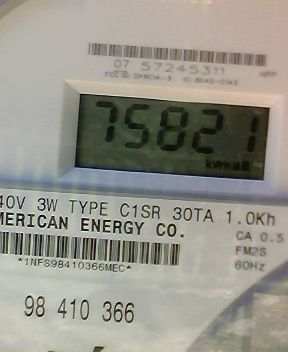 07 57245311
75821
40V 3W TYPE C1SR 30TA 1.0Kh
MERICAN ENERGY CO.
CA 0.5
FM2S
*1NFS98410366MEC*
60Hz
98 410 366